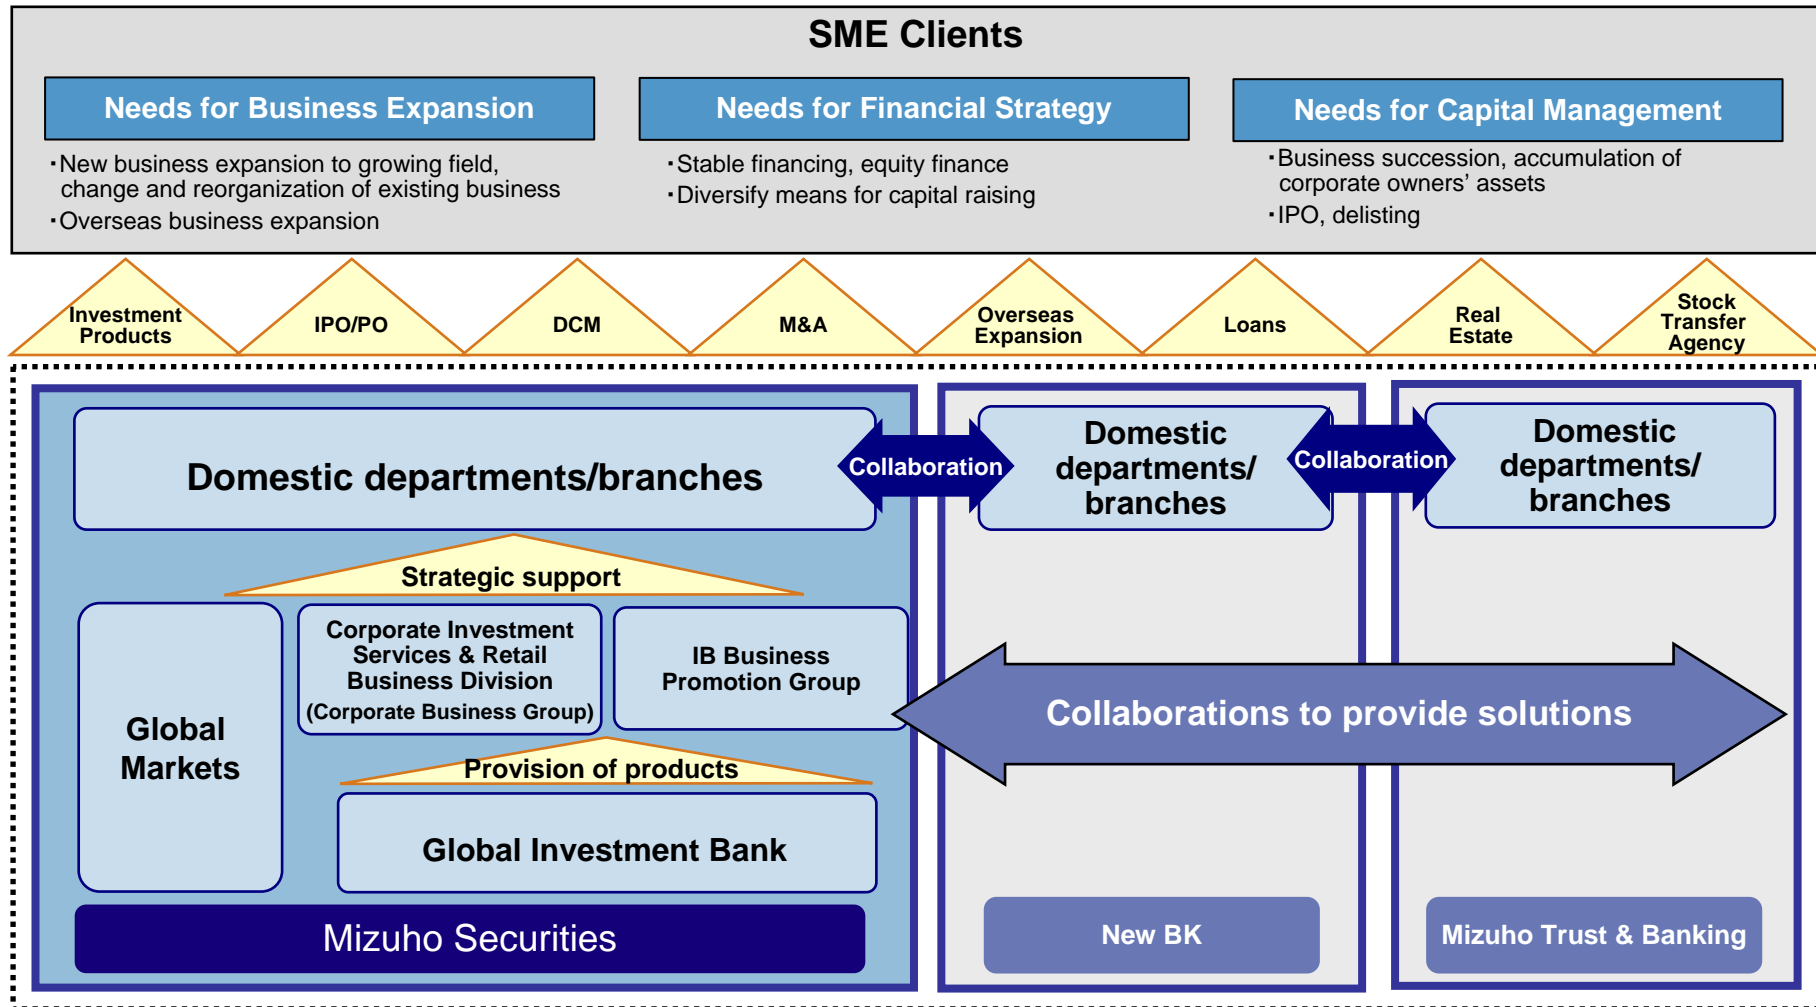 SME Clients
Needs for Business Expansion
・New business expansion to growing field,
change and reorganization of existing business
・Overseas business expansion
Needs for Financial Strategy
・Stable financing, equity finance
・Diversify means for capital raising
Needs for Capital Management
・Business succession, accumulation of
corporate owners' assets
・IPO, delisting
Investment
Products
IPO/PO
DCM
M&A
Overseas
Expansion
Loans
Real
Estate
Stock
Transfer
Agency
Domestic departments/branches
Collaboration
Domestic
departments/
branches
Collaboration
Domestic
departments/
branches
Strategic support
Global
Markets
Corporate Investment
Services & Retail
Business Division
(Corporate Business Group)
IB Business
Promotion Group
Collaborations to provide solutions
Provision of products
Global Investment Bank
Mizuho Securities
New BK
Mizuho Trust & Banking